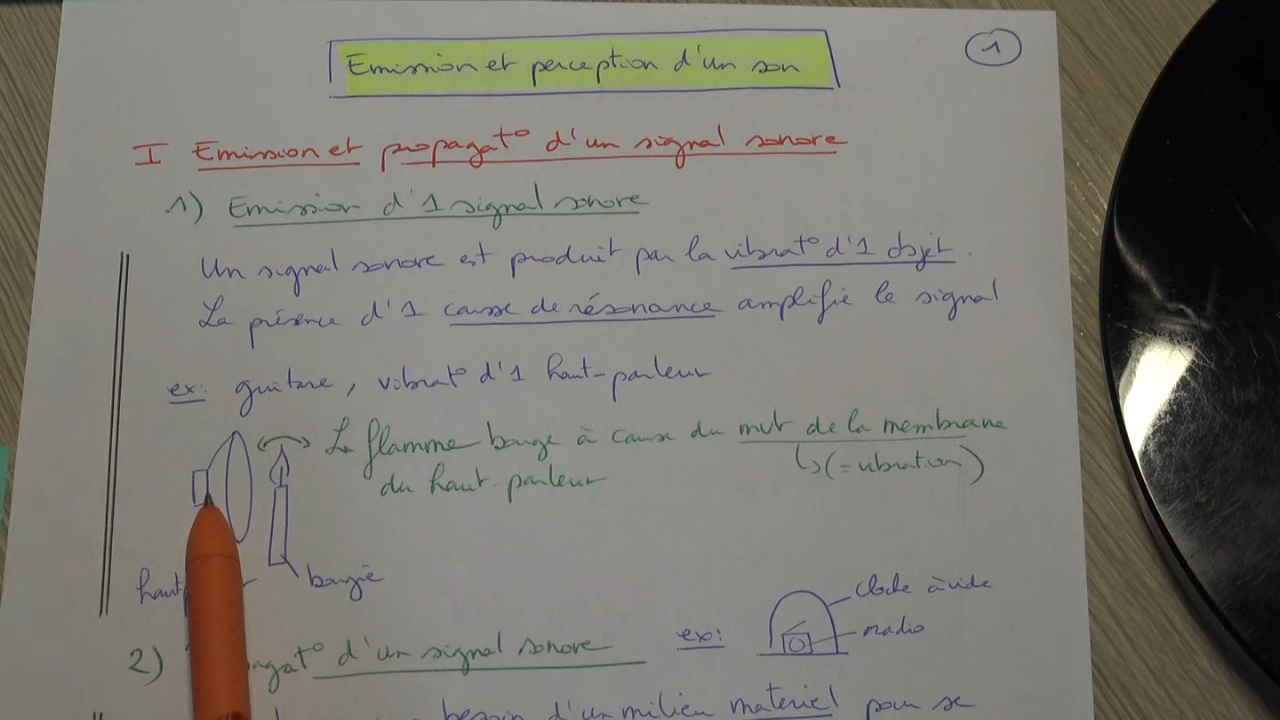 Emission et perception d'un son
1
I Emission et propagat° d'un signal sonore
1) Emission d'1 signal sonore
Un signal sonore est produit par la vibrat° d'1 objet.
La présence d'1 caisse de résonance amplifie le signal
ex: guitare, vibrat° d'1 haut-parleur
La flamme bouge à cause du mvt de la membrane
du haut-parleur
↳(= vibration)
haut
bougie
cloche à vide
radio
ex:
2) d'un signal sonore
besoin d'un milieu matériel pour se